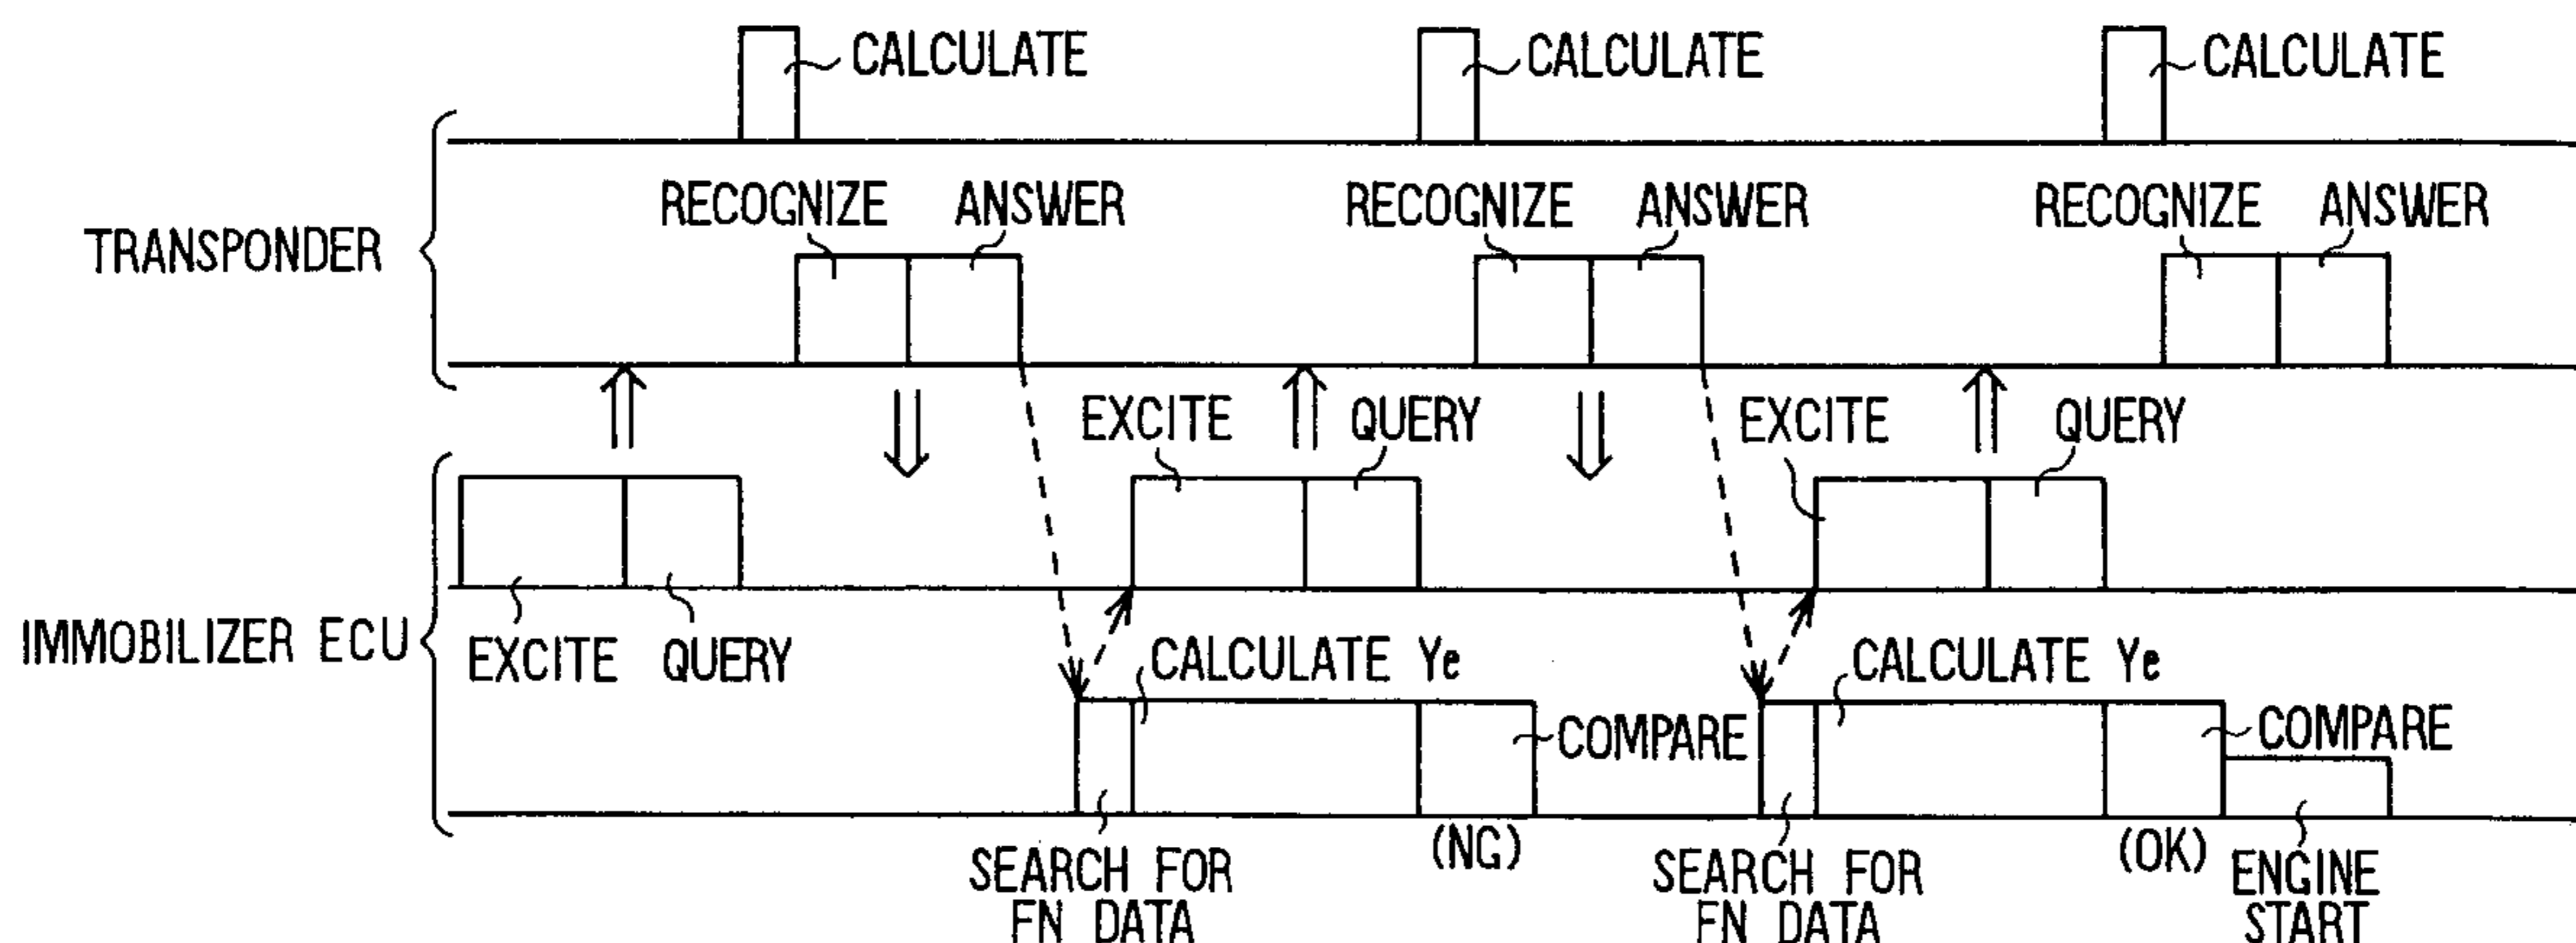 CALCULATE CALCULATE CALCULATE
RECOGNIZE ANSWER RECOGNIZE ANSWER RECOGNIZE ANSWER
TRANSPONDER
EXCITE QUERY EXCITE QUERY
IMMOBILIZER ECU
EXCITE QUERY CALCULATE Ye CALCULATE Ye
COMPARE COMPARE
(NG) (OK)
SEARCH FOR SEARCH FOR ENGINE
FN DATA FN DATA START